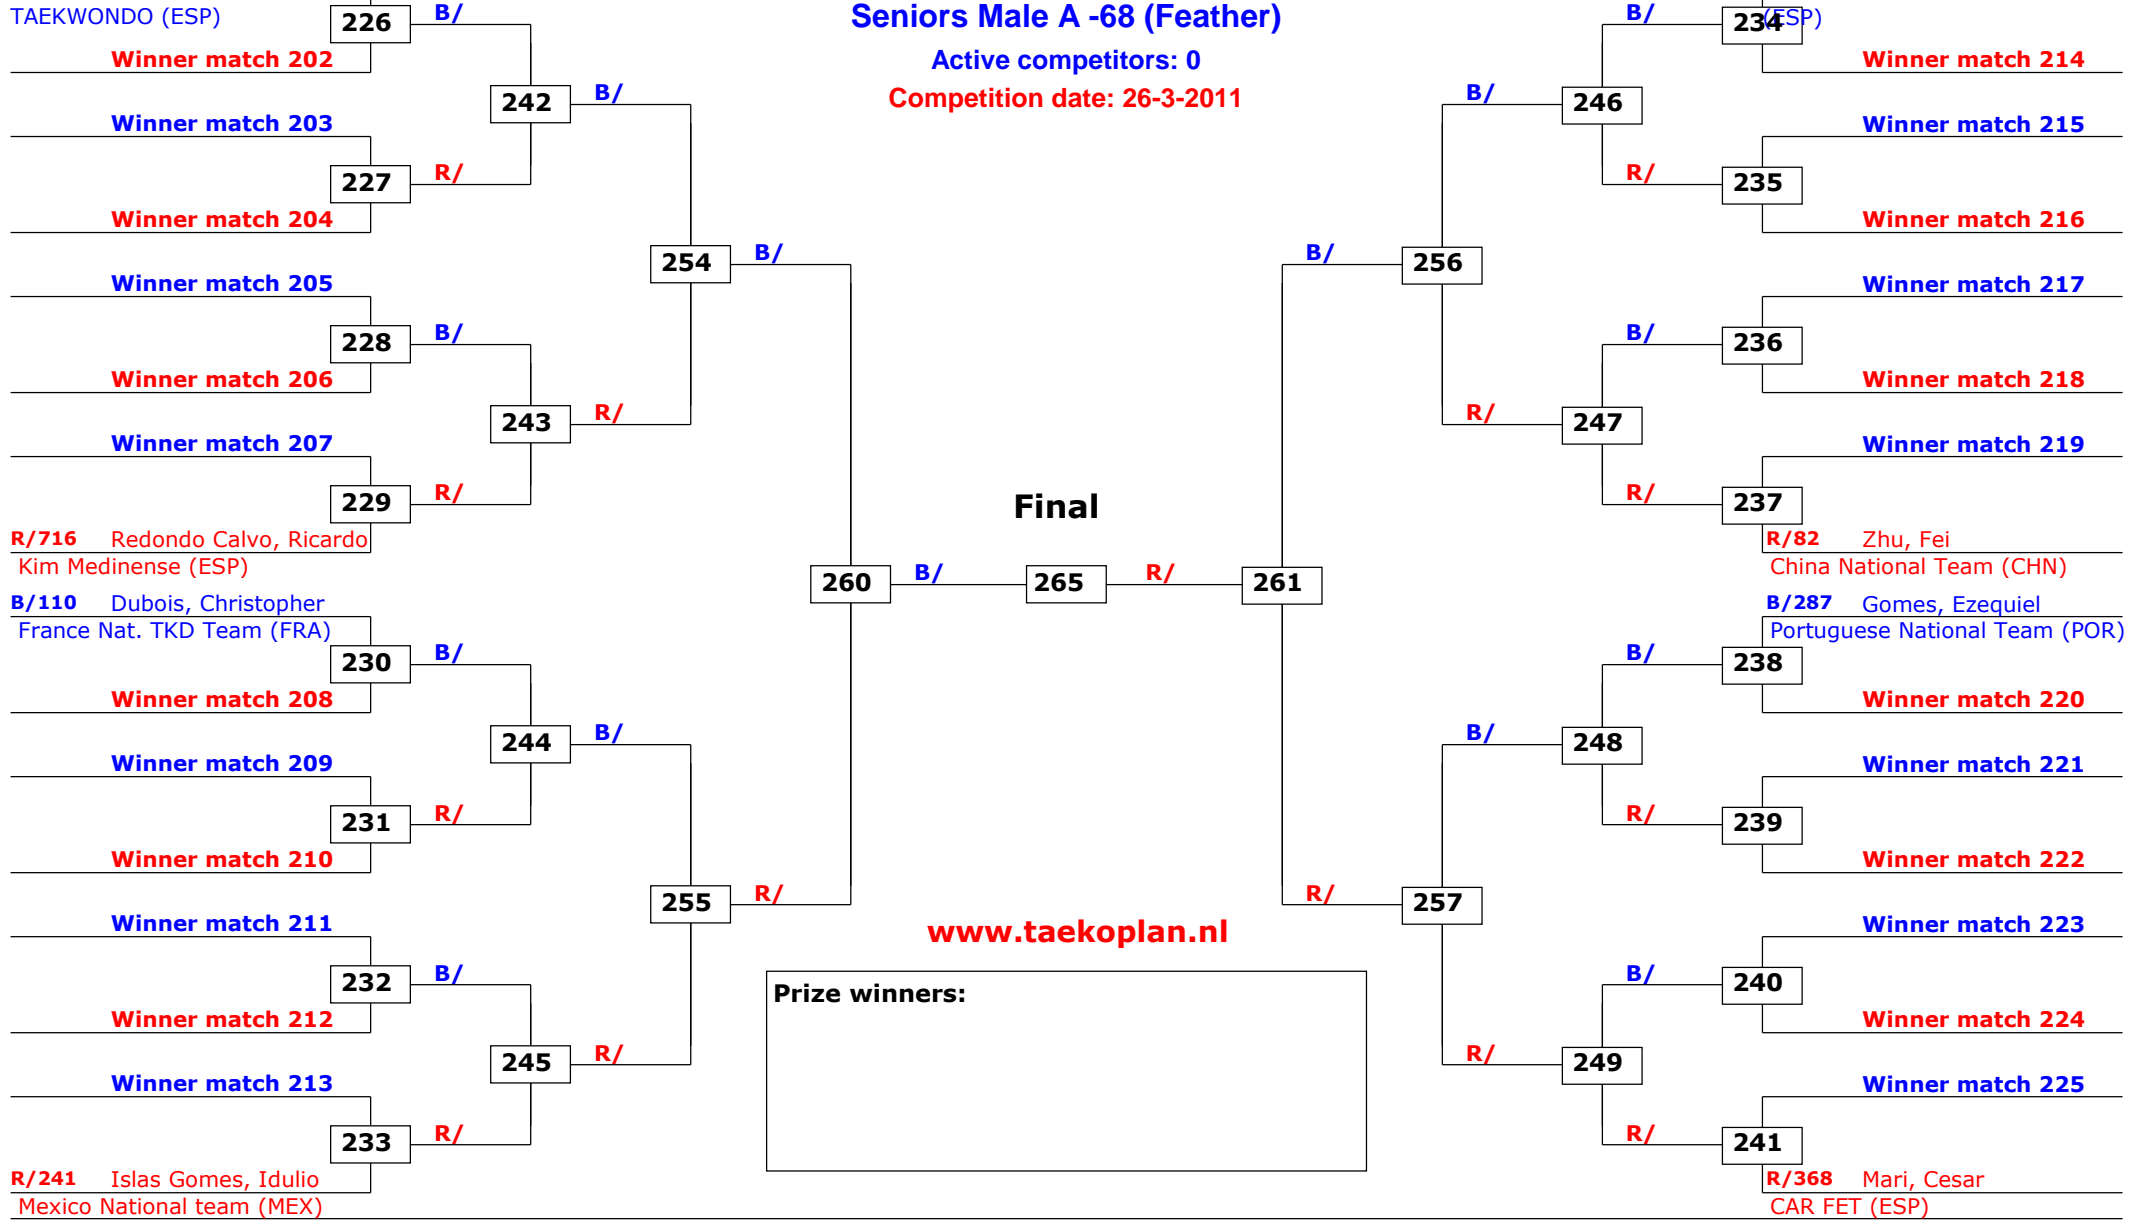 TAEKWONDO (ESP)
226
B/
Winner match 202
242
B/
Winner match 203
227
R/
Winner match 204
254
B/
Winner match 205
228
B/
Winner match 206
243
R/
Winner match 207
229
R/
R/716 Redondo Calvo, Ricardo
Kim Medinense (ESP)
B/110 Dubois, Christopher
France Nat. TKD Team (FRA)
230
B/
Winner match 208
244
B/
Winner match 209
231
R/
Winner match 210
255
R/
Winner match 211
232
B/
Winner match 212
245
R/
Winner match 213
233
R/
R/241 Islas Gomes, Idulio
Mexico National team (MEX)
Seniors Male A -68 (Feather)
Active competitors: 0
Competition date: 26-3-2011
Final
260
B/
265
R/
261
www.taekoplan.nl
Prize winners:
B/
234
(ESP)
Winner match 214
B/
246
Winner match 215
R/
235
Winner match 216
B/
256
Winner match 217
B/
236
Winner match 218
R/
247
Winner match 219
R/
237
R/82 Zhu, Fei
China National Team (CHN)
B/287 Gomes, Ezequiel
Portuguese National Team (POR)
B/
238
Winner match 220
B/
248
Winner match 221
R/
239
Winner match 222
R/
257
Winner match 223
B/
240
Winner match 224
R/
249
Winner match 225
R/
241
R/368 Mari, Cesar
CAR FET (ESP)